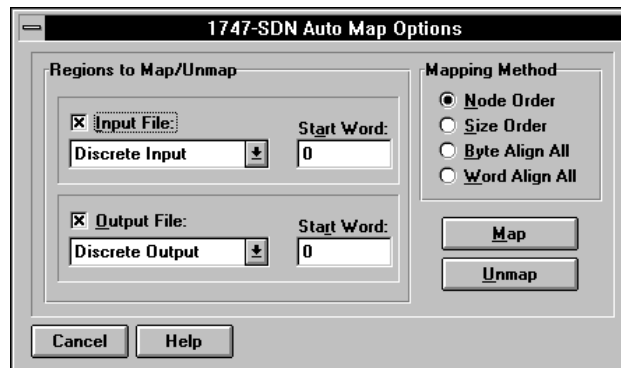 1747-SDN Auto Map Options
Regions to Map/Unmap
Input File:
Start Word:
Discrete Input
0
Output File:
Start Word:
Discrete Output
0
Mapping Method
Node Order
Size Order
Byte Align All
Word Align All
Map
Unmap
Cancel
Help